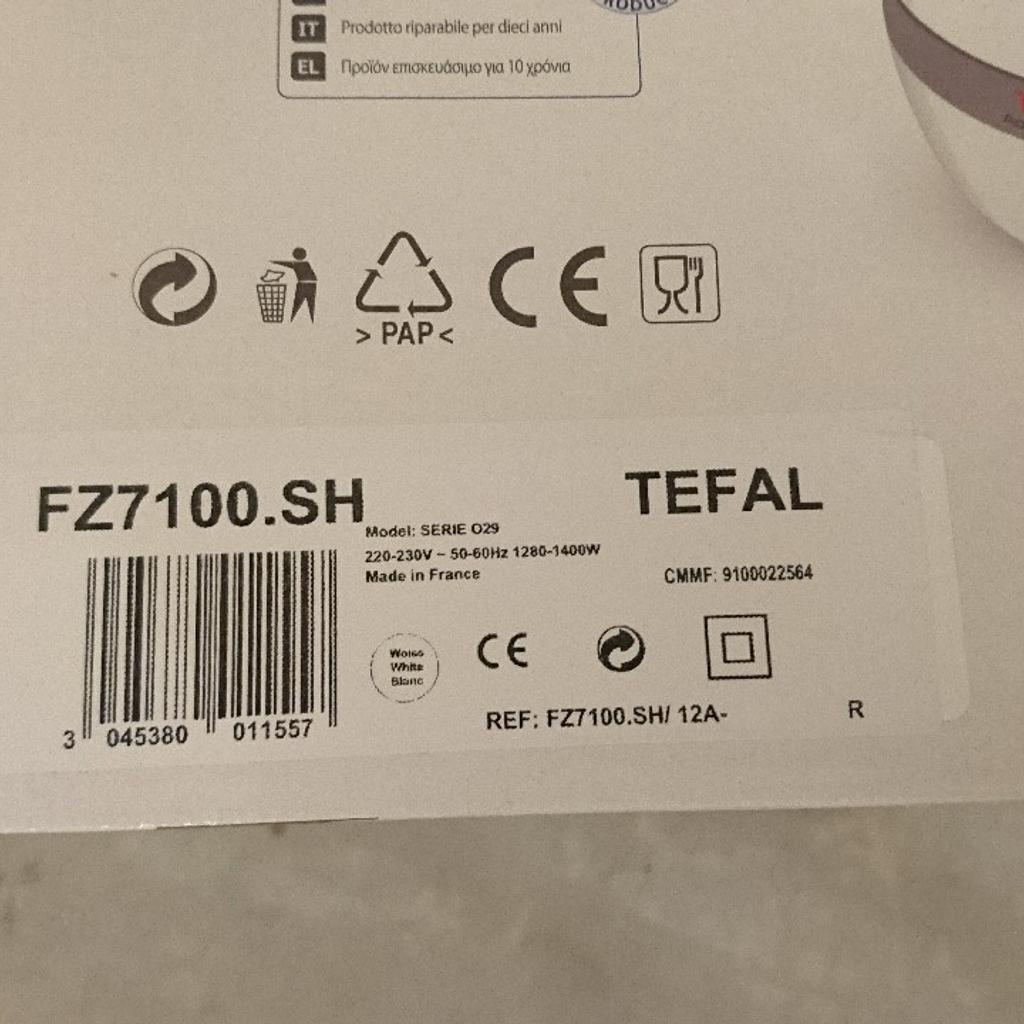 IT Prodotto riparabile per dieci anni
EL Προϊόν επισκευάσιμο για 10 χρόνια
> PAP <
CE
FZ7100.SH
TEFAL
Model: SERIE O29
220-230V ~ 50-60Hz 1280-1400W
Made in France
CMMF: 9100022564
Weiss
White
Blanc
CE
REF: FZ7100.SH/ 12A-
R
3 045380 011557